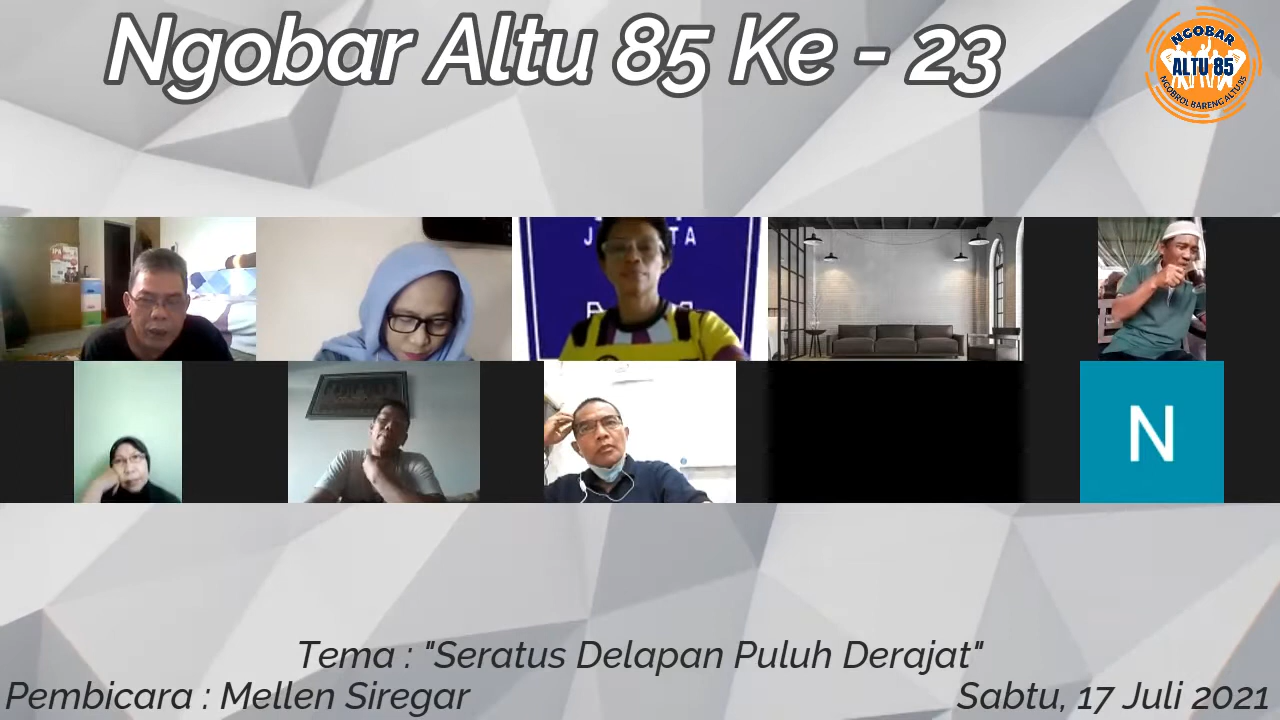 Ngobar Altu 85 Ke - 23
NGOBAR
ALTU 85
NGOBROL BARENG ALTU 85
N
Tema : "Seratus Delapan Puluh Derajat"
Pembicara : Mellen Siregar
Sabtu, 17 Juli 2021